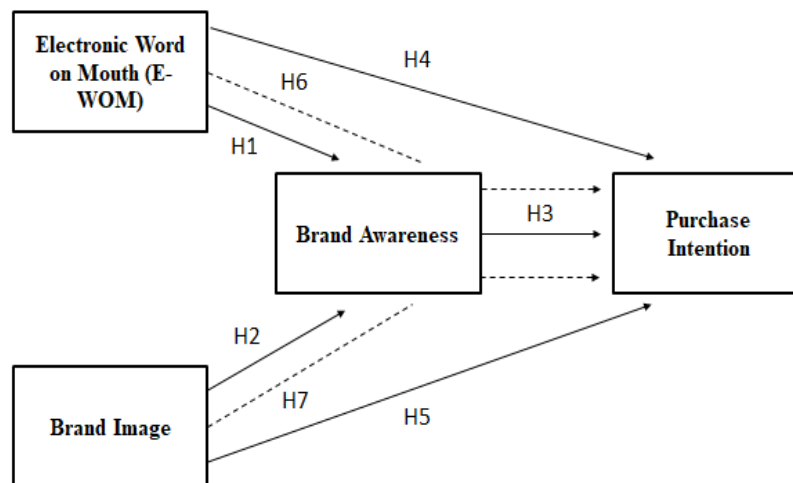 Electronic Word
on Mouth (E-
WOM)
H4
H6
H1
Brand Awareness
H3
Purchase
Intention
H2
H7
H5
Brand Image